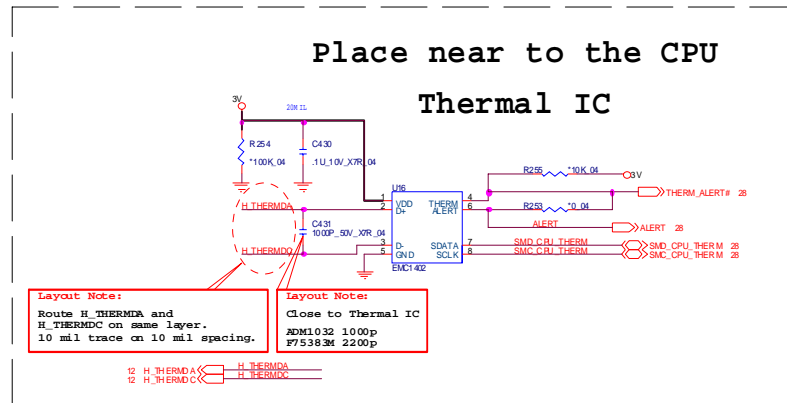 Place near to the CPU
Thermal IC
3V
20MIL
R254
*100K_04
C430
.1U_10V_X7R_04
U16
R255
*10K_04
3V
1
VDD
THERM
4
THERM_ALERT# 28
H_THERMDA
2
D+
ALERT
6
R253
*0_04
C431
1000P_50V_X7R_04
ALERT
ALERT 28
H_THERMDC
3
D-
SDATA
7
SMD_CPU_THERM
SMD_CPU_THERM 28
5
GND
SCLK
8
SMC_CPU_THERM
SMC_CPU_THERM 28
EMC1402
Layout Note:
Route H_THERMDA and
H_THERMDC on same layer.
10 mil trace on 10 mil spacing.
Layout Note:
Close to Thermal IC
ADM1032 1000p
F75383M 2200p
12 H_THERMDA
H_THERMDA
12 H_THERMDC
H_THERMDC